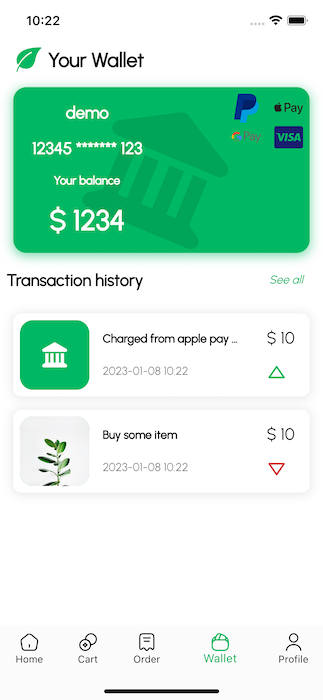 10:22
Your Wallet
demo
Pay
12345 ******* 123
Pay
VISA
Your balance
$ 1234
Transaction history
See all
Charged from apple pay ...
$ 10
2023-01-08 10:22
Buy some item
$ 10
2023-01-08 10:22
Home
Cart
Order
Wallet
Profile